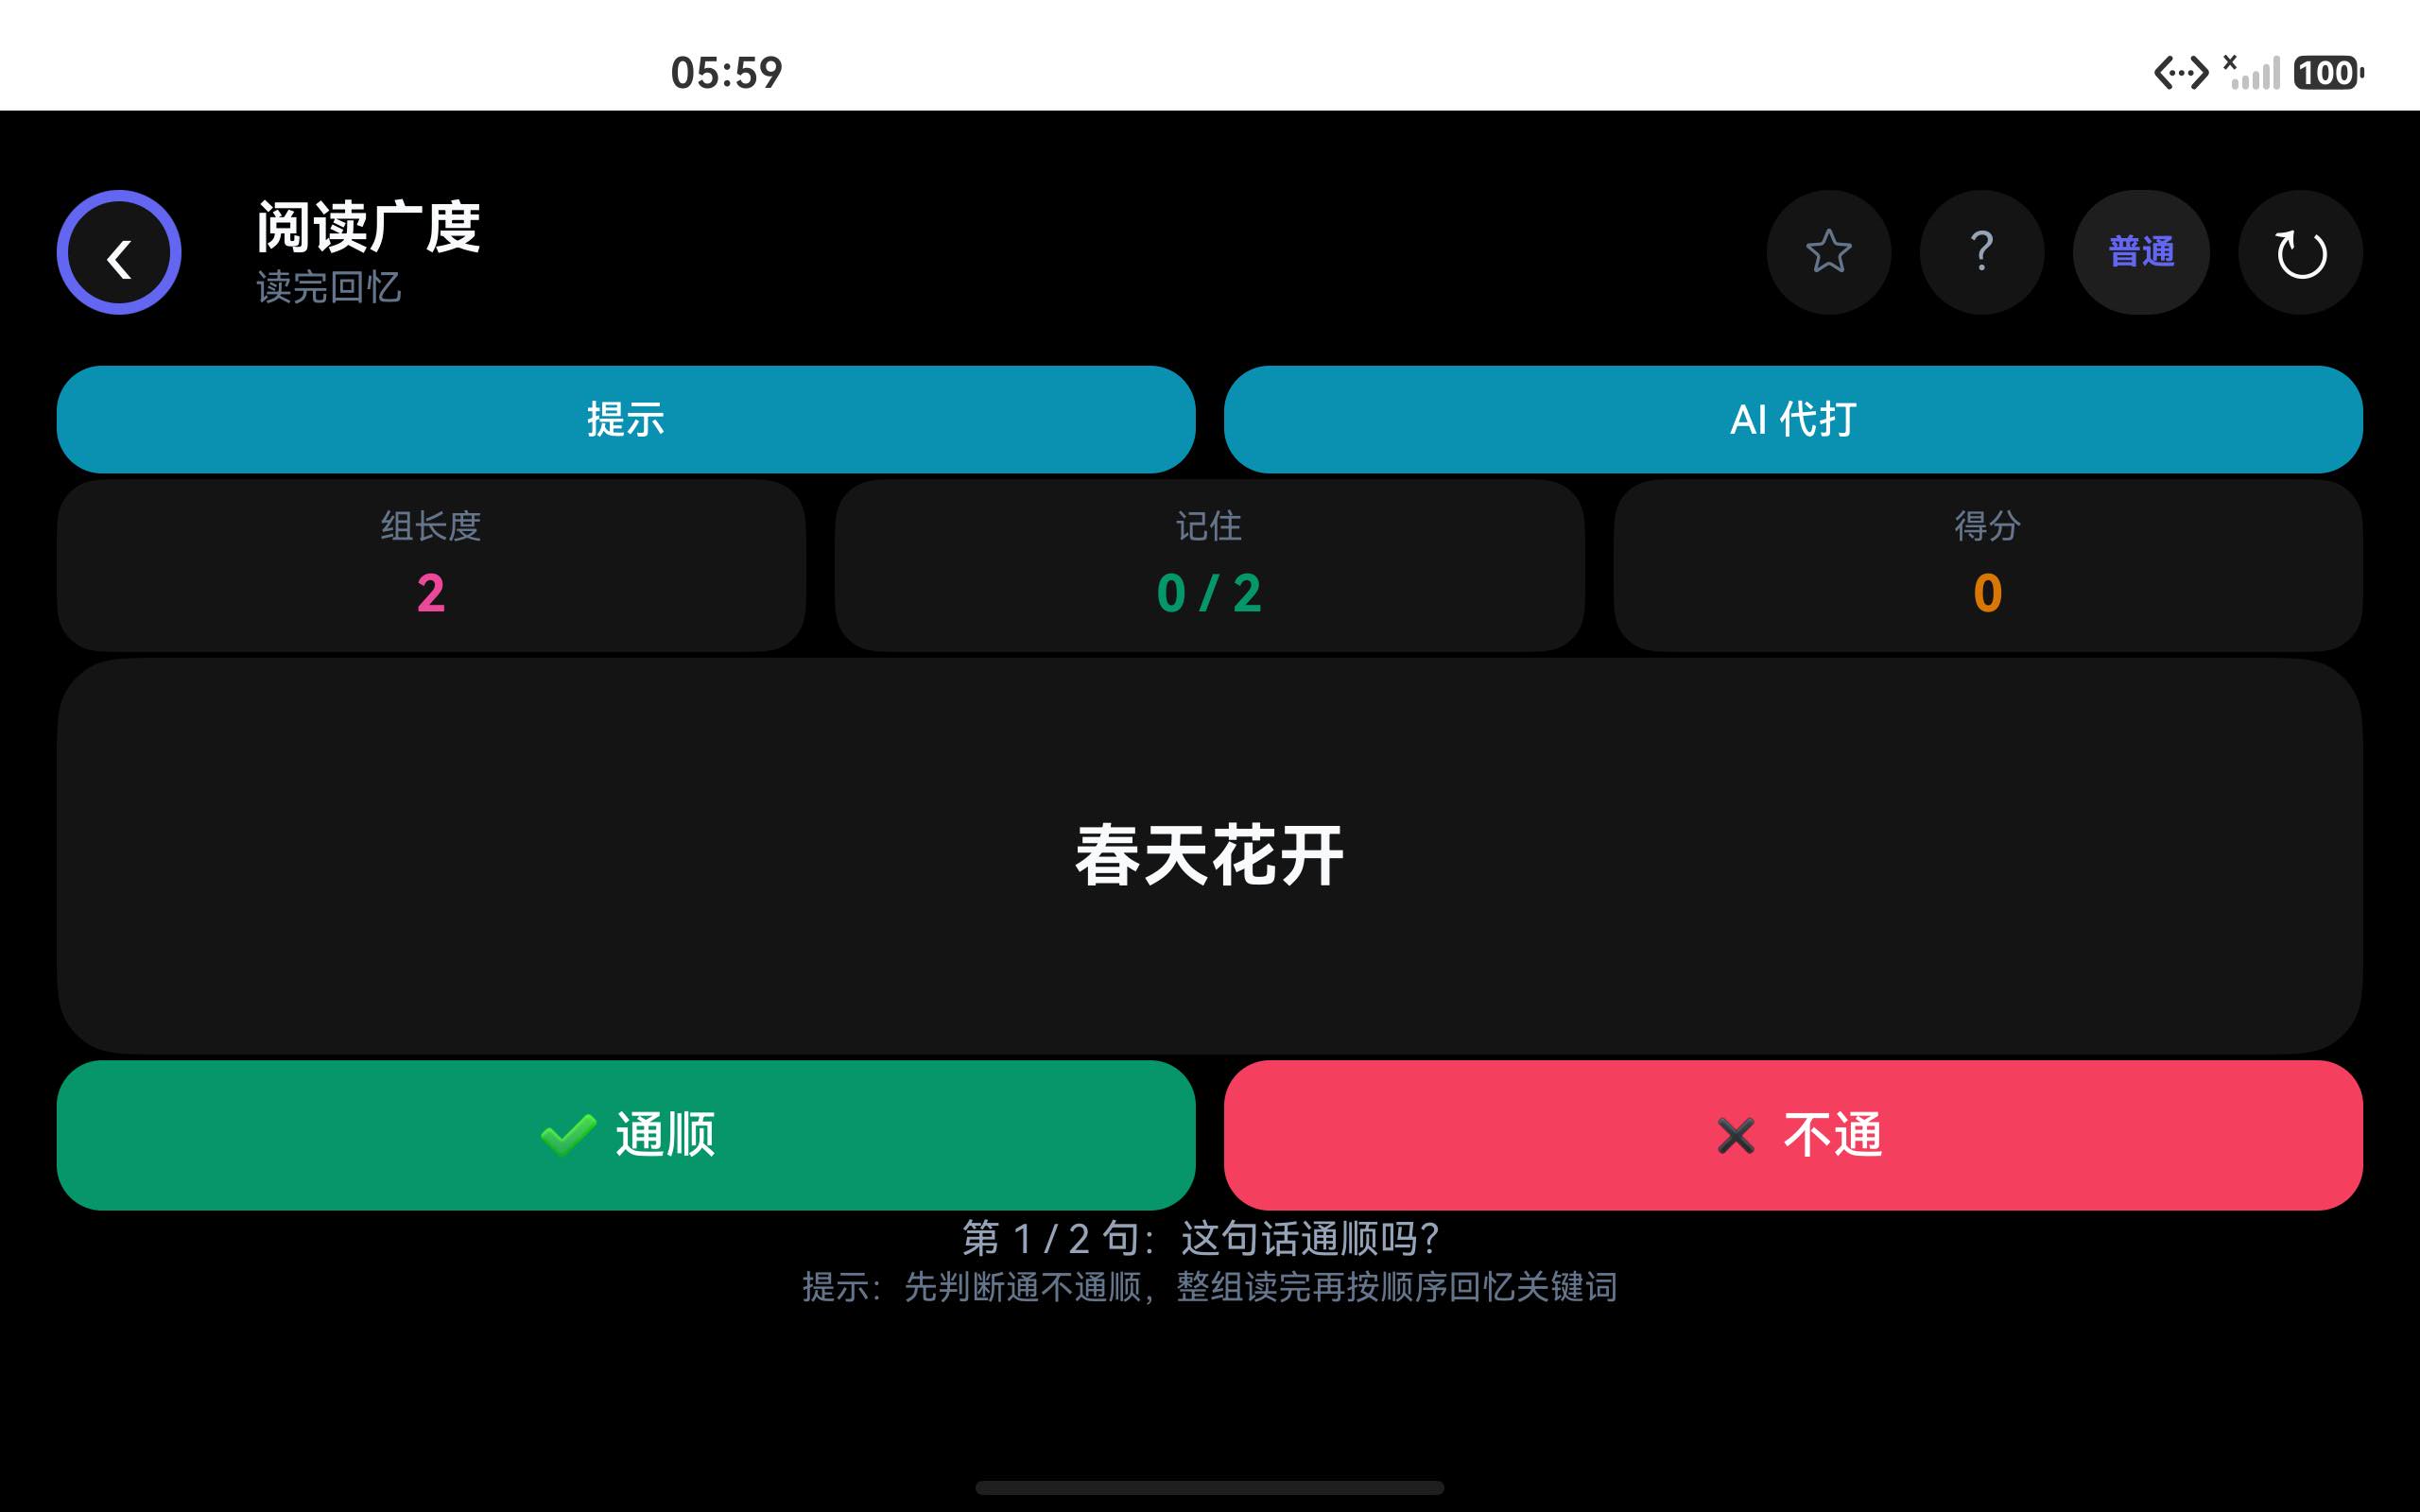 05:59
100
阅读广度
读完回忆
?
普通
提示
AI 代打
组长度
记住
得分
2
0 / 2
0
春天花开
通顺
不通
第 1 / 2 句：这句话通顺吗？
提示：先判断通不通顺，整组读完再按顺序回忆关键词